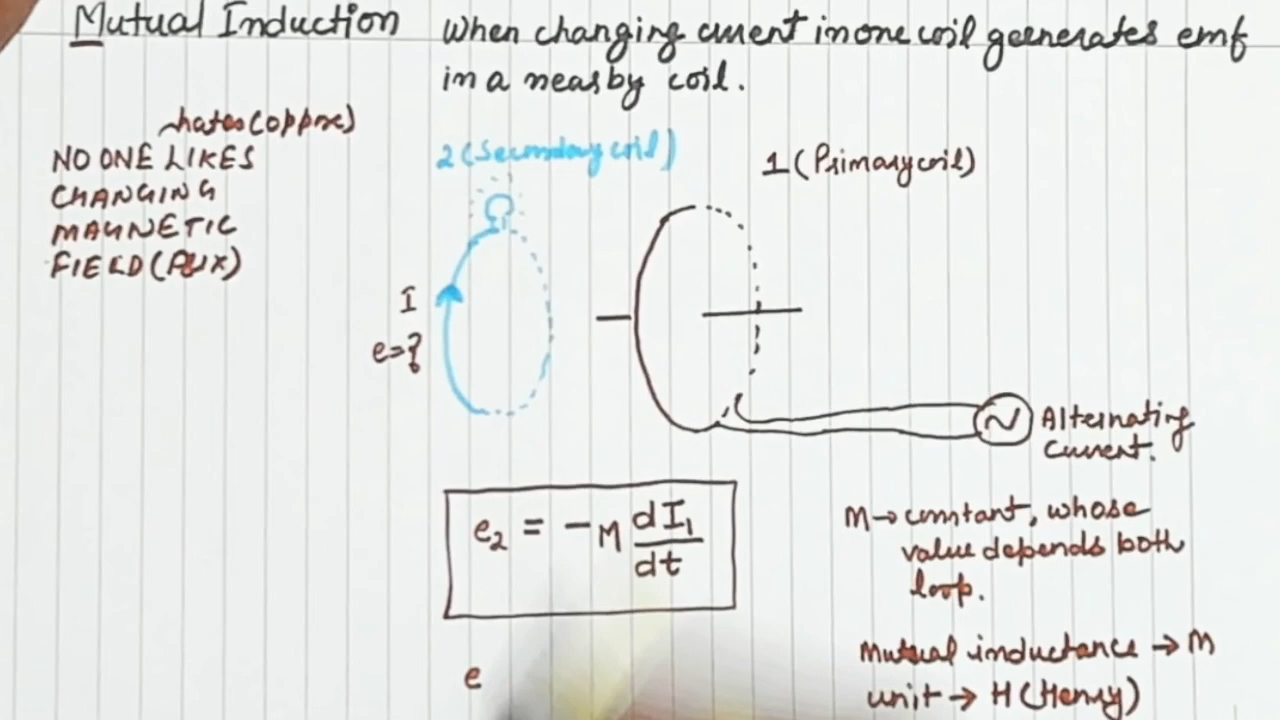 Mutual Induction
When changing current in one coil geenerates emf
in a nearby coil.
hates(oppose)
NO ONE LIKES
CHANGING
MAGNETIC
FIELD(FLUX)
2(Secondary coil)
1(Primary coil)
I
e=?
~
Alternating
Current.
e₂ = -M dI₁/dt
M→constant, whose
value depends both
loop.
Mutual inductance → M
unit → H (Henry)
e